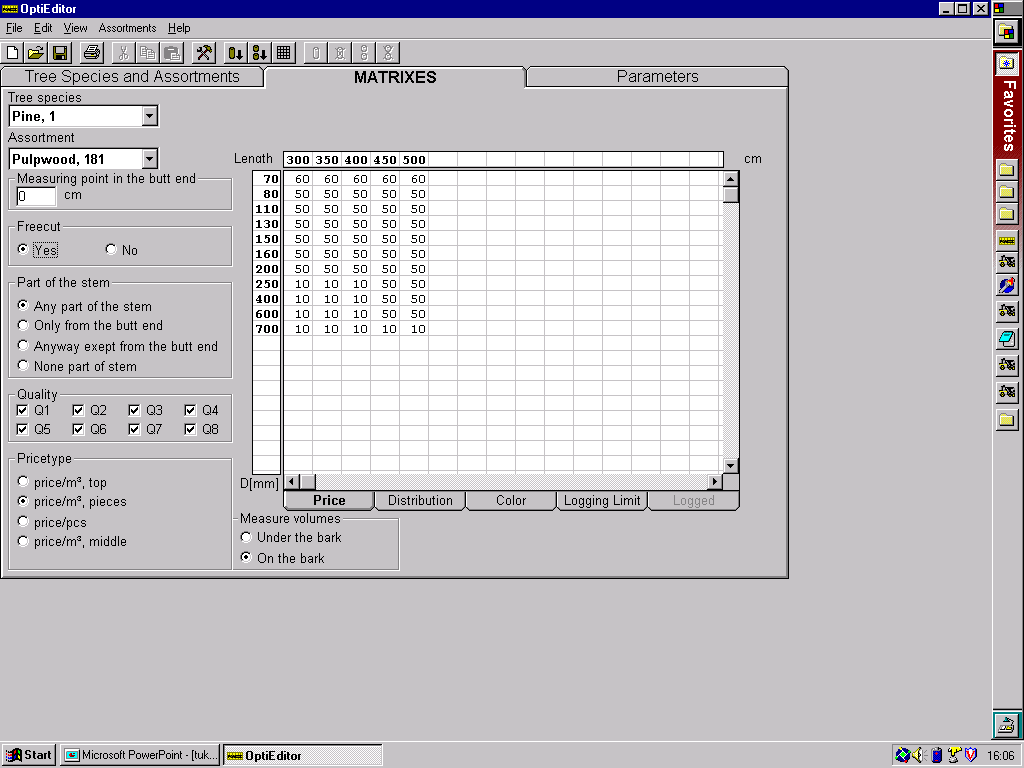 OptiEditor
File Edit View Assortments Help
Tree Species and Assortments MATRIXES Parameters
Tree species
Pine, 1
Assortment
Pulpwood, 181
Measuring point in the butt end
0 cm
Freecut
Yes No
Part of the stem
Any part of the stem
Only from the butt end
Anyway exept from the butt end
None part of stem
Quality
Q1 Q2 Q3 Q4
Q5 Q6 Q7 Q8
Pricetype
price/m³, top
price/m³, pieces
price/pcs
price/m³, middle
Length 300 350 400 450 500 cm
70 60 60 60 60 60
80 50 50 50 50 50
110 50 50 50 50 50
130 50 50 50 50 50
150 50 50 50 50 50
160 50 50 50 50 50
200 50 50 50 50 50
250 10 10 10 50 50
400 10 10 10 50 50
600 10 10 10 50 50
700 10 10 10 10 10
D[mm]
Price Distribution Color Logging Limit Logged
Measure volumes
Under the bark
On the bark
Favorites
Start Microsoft PowerPoint - [tuk... OptiEditor 16:06